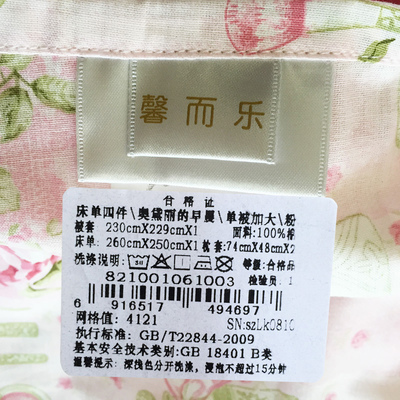 馨而乐
合格证
床单四件\奥黛丽的早晨\单被加大\粉
被套: 230cmX229cmX1 面料:100%棉
床单: 260cmX250cmX1 枕套:74cmX48cmX2
洗涤说明: 等级: 合格品
821001061003 检验员: 1
6 916517 494697
网格值: 4121 SN:szLk0810
执行标准: GB/T22844-2009
基本安全技术类别:GB 18401 B类
温馨提示: 深浅色分开洗涤, 浸泡不超过15分钟